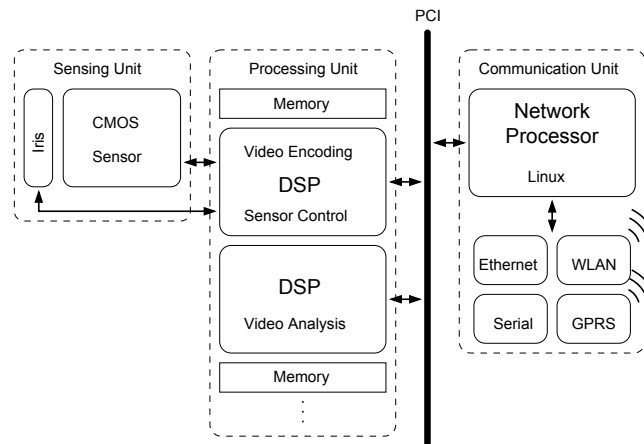 PCI
Sensing Unit
Iris
CMOS
Sensor
Processing Unit
Memory
Video Encoding
DSP
Sensor Control
DSP
Video Analysis
Memory
Communication Unit
Network
Processor
Linux
Ethernet
WLAN
Serial
GPRS